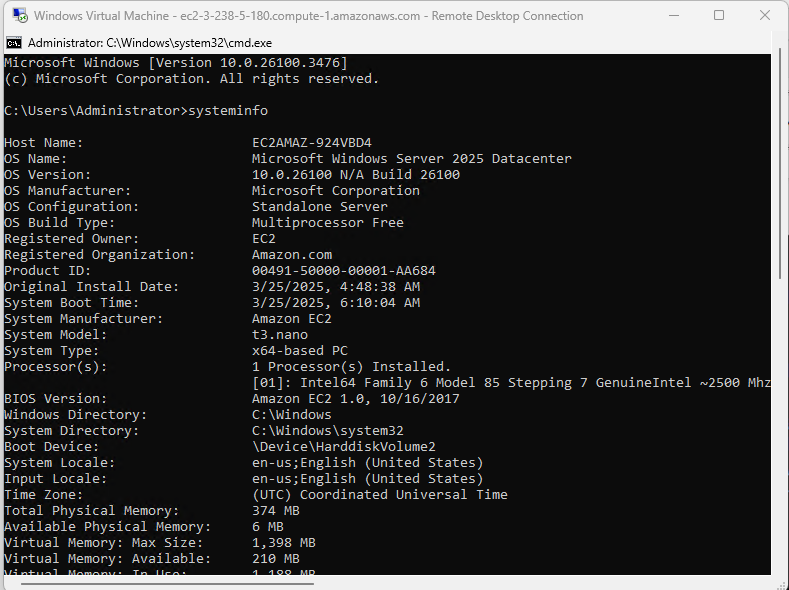 Windows Virtual Machine - ec2-3-238-5-180.compute-1.amazonaws.com - Remote Desktop Connection
Administrator: C:\Windows\system32\cmd.exe
Microsoft Windows [Version 10.0.26100.3476]
(c) Microsoft Corporation. All rights reserved.
C:\Users\Administrator>systeminfo
Host Name: EC2AMAZ-924VBD4
OS Name: Microsoft Windows Server 2025 Datacenter
OS Version: 10.0.26100 N/A Build 26100
OS Manufacturer: Microsoft Corporation
OS Configuration: Standalone Server
OS Build Type: Multiprocessor Free
Registered Owner: EC2
Registered Organization: Amazon.com
Product ID: 00491-50000-00001-AA684
Original Install Date: 3/25/2025, 4:48:38 AM
System Boot Time: 3/25/2025, 6:10:04 AM
System Manufacturer: Amazon EC2
System Model: t3.nano
System Type: x64-based PC
Processor(s): 1 Processor(s) Installed.
[01]: Intel64 Family 6 Model 85 Stepping 7 GenuineIntel ~2500 Mhz
BIOS Version: Amazon EC2 1.0, 10/16/2017
Windows Directory: C:\Windows
System Directory: C:\Windows\system32
Boot Device: \Device\HarddiskVolume2
System Locale: en-us;English (United States)
Input Locale: en-us;English (United States)
Time Zone: (UTC) Coordinated Universal Time
Total Physical Memory: 374 MB
Available Physical Memory: 6 MB
Virtual Memory: Max Size: 1,398 MB
Virtual Memory: Available: 210 MB
Virtual Memory: In Use: 1,188 MB